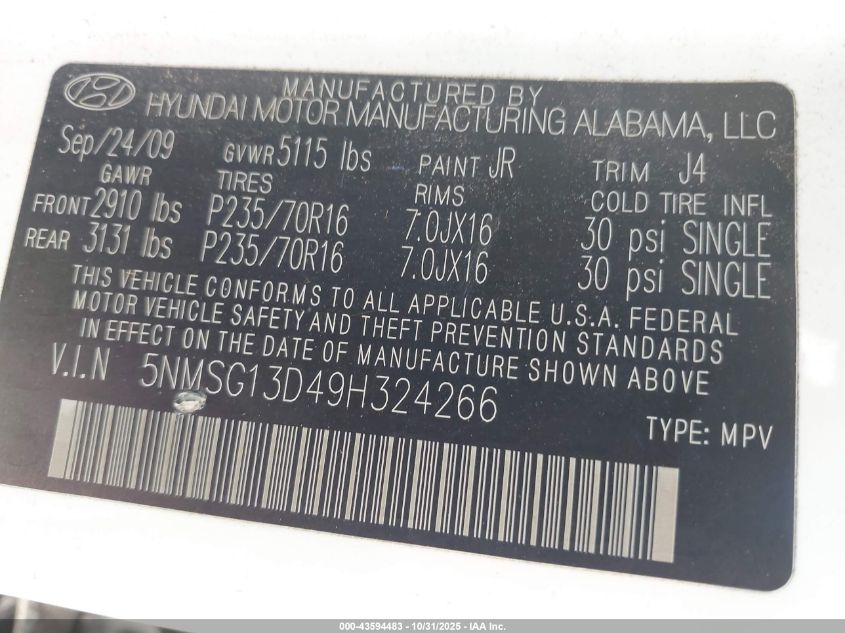 MANUFACTURED BY
HYUNDAI MOTOR MANUFACTURING ALABAMA, LLC
Sep/24/09 GVWR 5115 lbs PAINT JR TRIM J4
GAWR TIRES RIMS COLD TIRE INFL
FRONT 2910 lbs P235/70R16 7.0JX16 30 psi SINGLE
REAR 3131 lbs P235/70R16 7.0JX16 30 psi SINGLE
THIS VEHICLE CONFORMS TO ALL APPLICABLE U.S.A. FEDERAL
MOTOR VEHICLE SAFETY AND THEFT PREVENTION STANDARDS
IN EFFECT ON THE DATE OF MANUFACTURE SHOWN ABOVE
V.I.N 5NMSG13D49H324266
TYPE: MPV
000-43594483 - 10/31/2025 - IAA Inc.